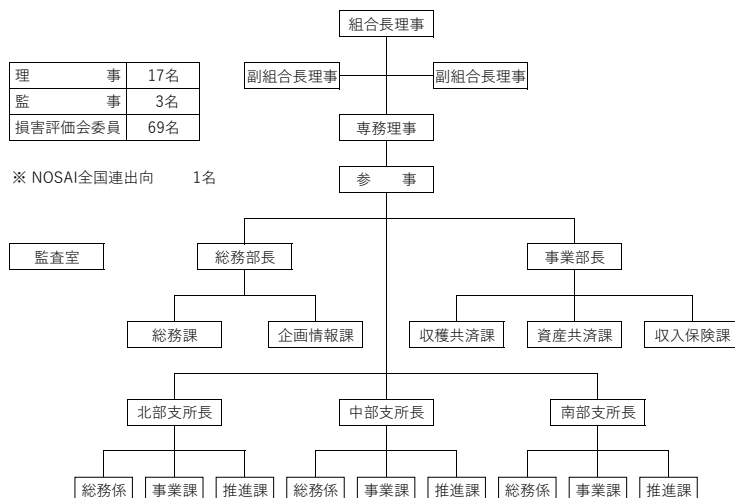 組合長理事
副組合長理事 副組合長理事
理 事 17名
監 事 3名
損害評価会委員 69名
専務理事
※ NOSAI全国連出向 1名
参 事
監査室 総務部長 事業部長
総務課 企画情報課 収穫共済課 資産共済課 収入保険課
北部支所長 中部支所長 南部支所長
総務係 事業課 推進課 総務係 事業課 推進課 総務係 事業課 推進課